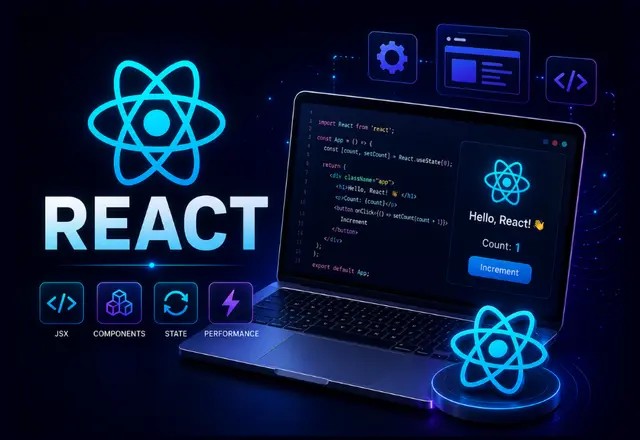 REACT
JSX
COMPONENTS
STATE
PERFORMANCE
import React from 'react';
const App = () => {
const [count, setCount] = React.useState(0);
return (
<div className="app">
<h1>Hello, React! 👋 </h1>
<p>Count: {count}</p>
<button onClick={() => setCount(count + 1)}>
Increment
</button>
</div>
);
};
export default App;
Hello, React! 👋
Count: 1
Increment
</>
</>